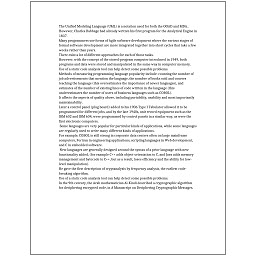 The Unified Modeling Language (UML) is a notation used for both the OOAD and MDA.
However, Charles Babbage had already written his first program for the Analytical Engine in
1837.
Many programmers use forms of Agile software development where the various stages of
formal software development are more integrated together into short cycles that take a few
weeks rather than years.
There exist a lot of different approaches for each of those tasks.
However, with the concept of the stored-program computer introduced in 1949, both
programs and data were stored and manipulated in the same way in computer memory.
Use of a static code analysis tool can help detect some possible problems.
Methods of measuring programming language popularity include: counting the number of
job advertisements that mention the language, the number of books sold and courses
teaching the language (this overestimates the importance of newer languages), and
estimates of the number of existing lines of code written in the language (this
underestimates the number of users of business languages such as COBOL).
It affects the aspects of quality above, including portability, usability and most importantly
maintainability.
Later a control panel (plug board) added to his 1906 Type I Tabulator allowed it to be
programmed for different jobs, and by the late 1940s, unit record equipment such as the
IBM 602 and IBM 604, were programmed by control panels in a similar way, as were the
first electronic computers.
Some languages are very popular for particular kinds of applications, while some languages
are regularly used to write many different kinds of applications.
For example, COBOL is still strong in corporate data centers often on large mainframe
computers, Fortran in engineering applications, scripting languages in Web development,
and C in embedded software.
New languages are generally designed around the syntax of a prior language with new
functionality added, (for example C++ adds object-orientation to C, and Java adds memory
management and bytecode to C++, but as a result, loses efficiency and the ability for low-
level manipulation).
He gave the first description of cryptanalysis by frequency analysis, the earliest code-
breaking algorithm.
Use of a static code analysis tool can help detect some possible problems.
In the 9th century, the Arab mathematician Al-Kindi described a cryptographic algorithm
for deciphering encrypted code, in A Manuscript on Deciphering Cryptographic Messages.